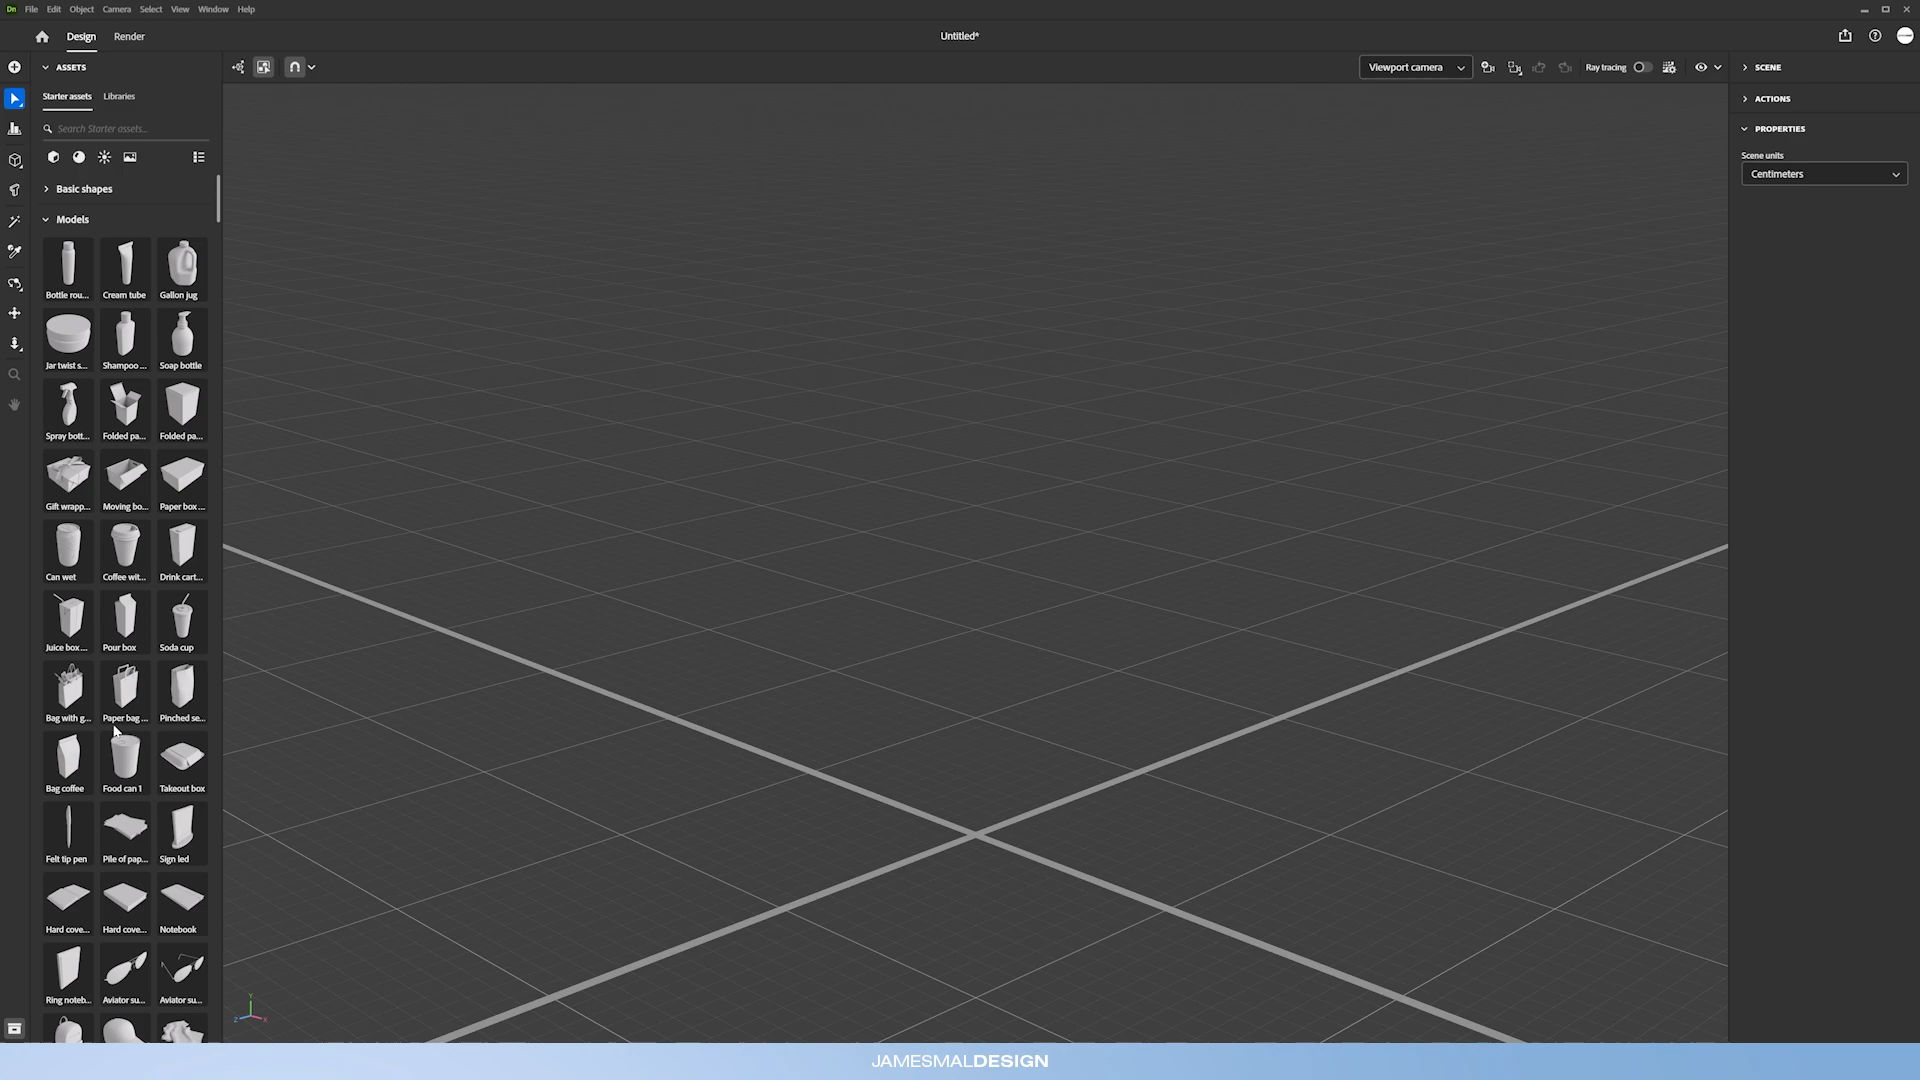 Dn File Edit Object Camera Select View Window Help
Design Render Untitled*
ASSETS
Viewport camera
Ray tracing
SCENE
Starter assets Libraries
ACTIONS
Search Starter assets...
PROPERTIES
Scene units
Centimeters
Basic shapes
Models
Bottle rou... Cream tube Gallon jug
Jar twist s... Shampoo ... Soap bottle
Spray bott... Folded pa... Folded pa...
Gift wrapp... Moving bo... Paper box ...
Can wet Coffee wit... Drink cart...
Juice box ... Pour box Soda cup
Bag with g... Paper bag ... Pinched se...
Bag coffee Food can 1 Takeout box
Felt tip pen Pile of pap... Sign led
Hard cove... Hard cove... Notebook
Ring noteb... Aviator su... Aviator su...
Y
Z X
JAMESMALDESIGN